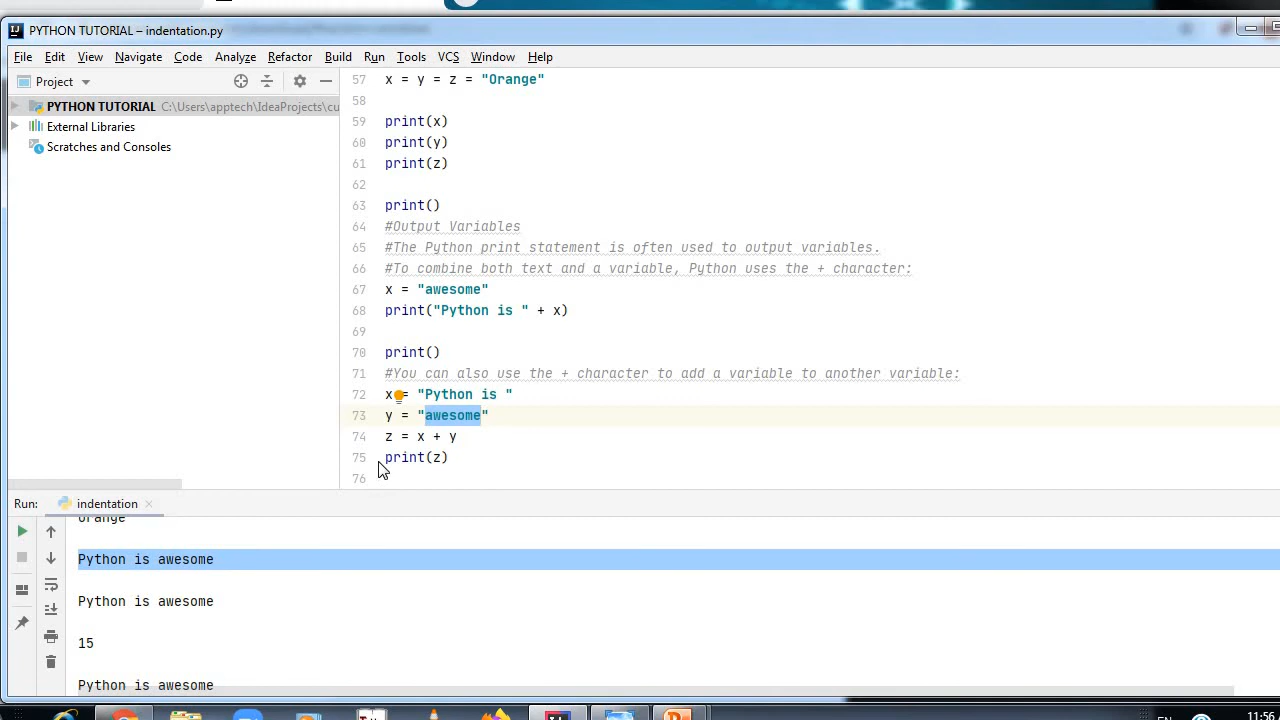 PYTHON TUTORIAL – indentation.py
File Edit View Navigate Code Analyze Refactor Build Run Tools VCS Window Help
Project
PYTHON TUTORIAL C:\Users\apptech\IdeaProjects\cu
External Libraries
Scratches and Consoles
57 x = y = z = "Orange"
58
59 print(x)
60 print(y)
61 print(z)
62
63 print()
64 #Output Variables
65 #The Python print statement is often used to output variables.
66 #To combine both text and a variable, Python uses the + character:
67 x = "awesome"
68 print("Python is " + x)
69
70 print()
71 #You can also use the + character to add a variable to another variable:
72 x = "Python is "
73 y = "awesome"
74 z = x + y
75 print(z)
76
Run: indentation
Orange
Python is awesome
Python is awesome
15
Python is awesome
EN 11:56